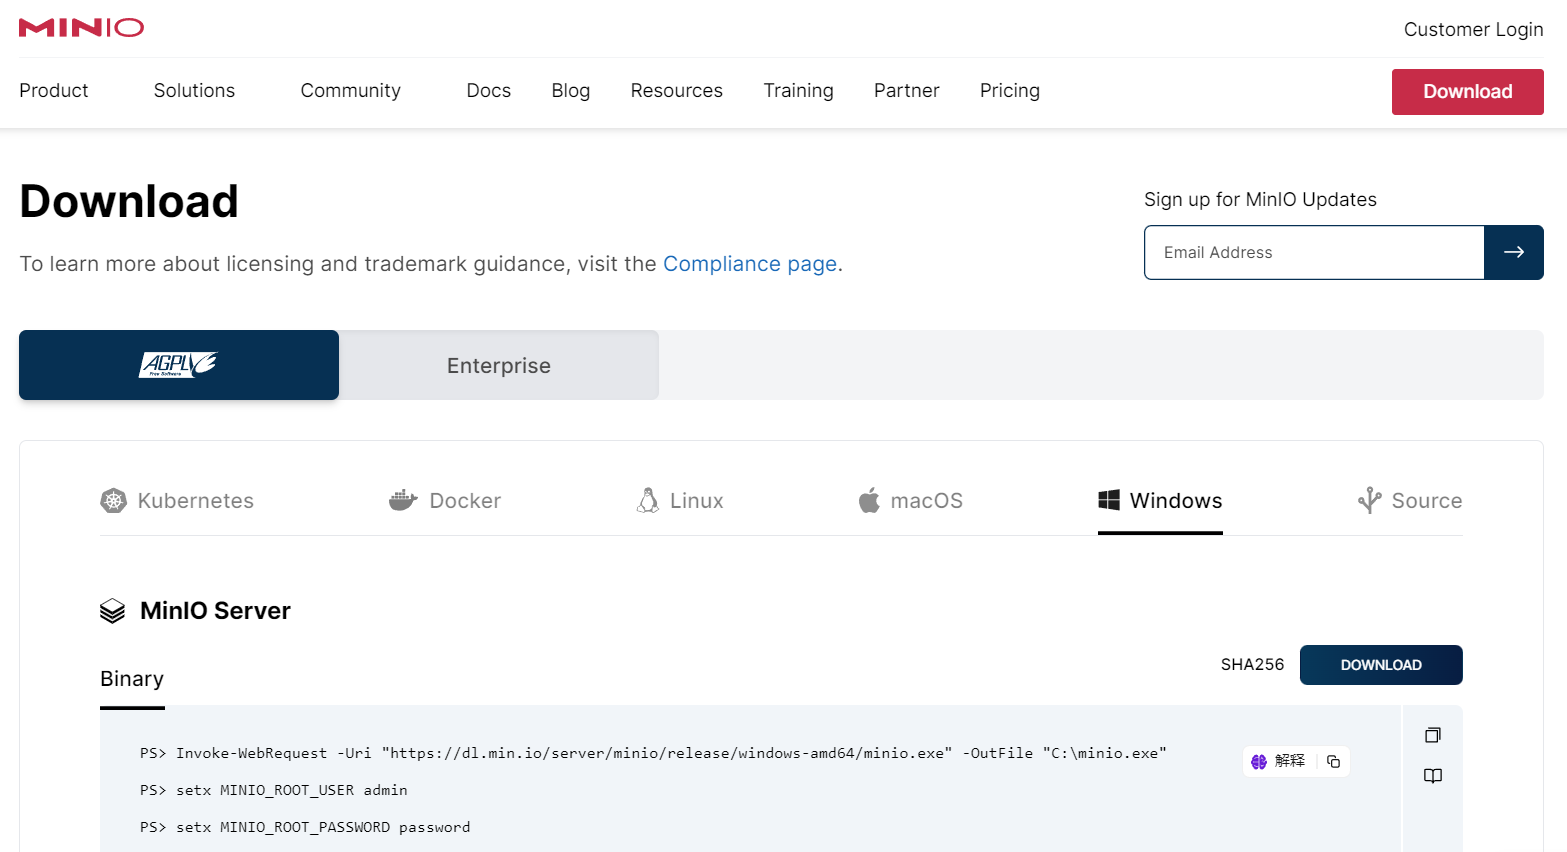 MINIO
Customer Login
Product Solutions Community Docs Blog Resources Training Partner Pricing Download
Download
To learn more about licensing and trademark guidance, visit the Compliance page.
Sign up for MinIO Updates
Email Address
AGPLv3
Free Software
Enterprise
Kubernetes Docker Linux macOS Windows Source
MinIO Server
Binary
SHA256 DOWNLOAD
PS> Invoke-WebRequest -Uri "https://dl.min.io/server/minio/release/windows-amd64/minio.exe" -OutFile "C:\minio.exe"
解释
PS> setx MINIO_ROOT_USER admin
PS> setx MINIO_ROOT_PASSWORD password